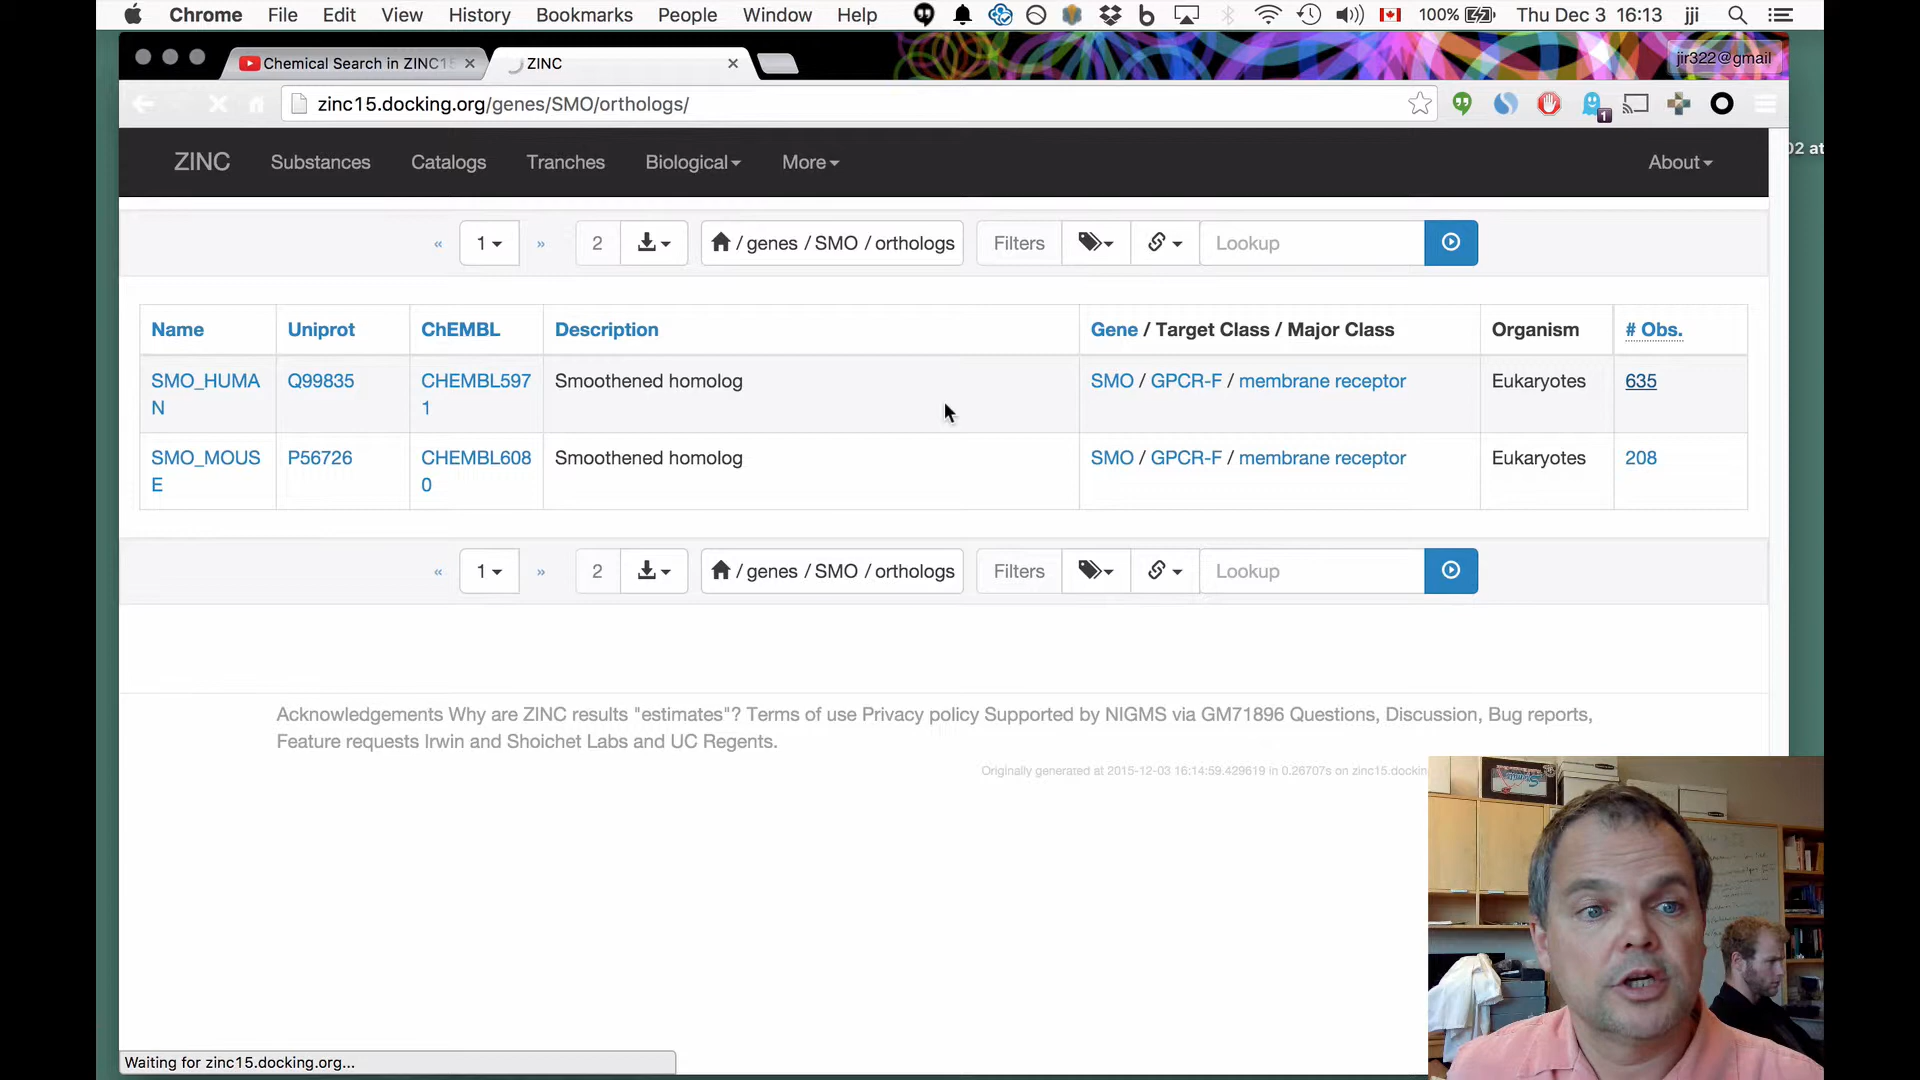 Chrome File Edit View History Bookmarks People Window Help 100% Thu Dec 3 16:13 jji
Chemical Search in ZINC15 ZINC jir322@gmail
zinc15.docking.org/genes/SMO/orthologs/ 1
02 at
ZINC Substances Catalogs Tranches Biological More About
« 1 » 2 / genes / SMO / orthologs Filters Lookup
Name Uniprot ChEMBL Description Gene / Target Class / Major Class Organism # Obs.
SMO_HUMA Q99835 CHEMBL597 Smoothened homolog SMO / GPCR-F / membrane receptor Eukaryotes 635
N 1
SMO_MOUS P56726 CHEMBL608 Smoothened homolog SMO / GPCR-F / membrane receptor Eukaryotes 208
E 0
« 1 » 2 / genes / SMO / orthologs Filters Lookup
Acknowledgements Why are ZINC results "estimates"? Terms of use Privacy policy Supported by NIGMS via GM71896 Questions, Discussion, Bug reports,
Feature requests Irwin and Shoichet Labs and UC Regents.
Originally generated at 2015-12-03 16:14:59.429619 in 0.26707s on zinc15.dockin
Waiting for zinc15.docking.org...